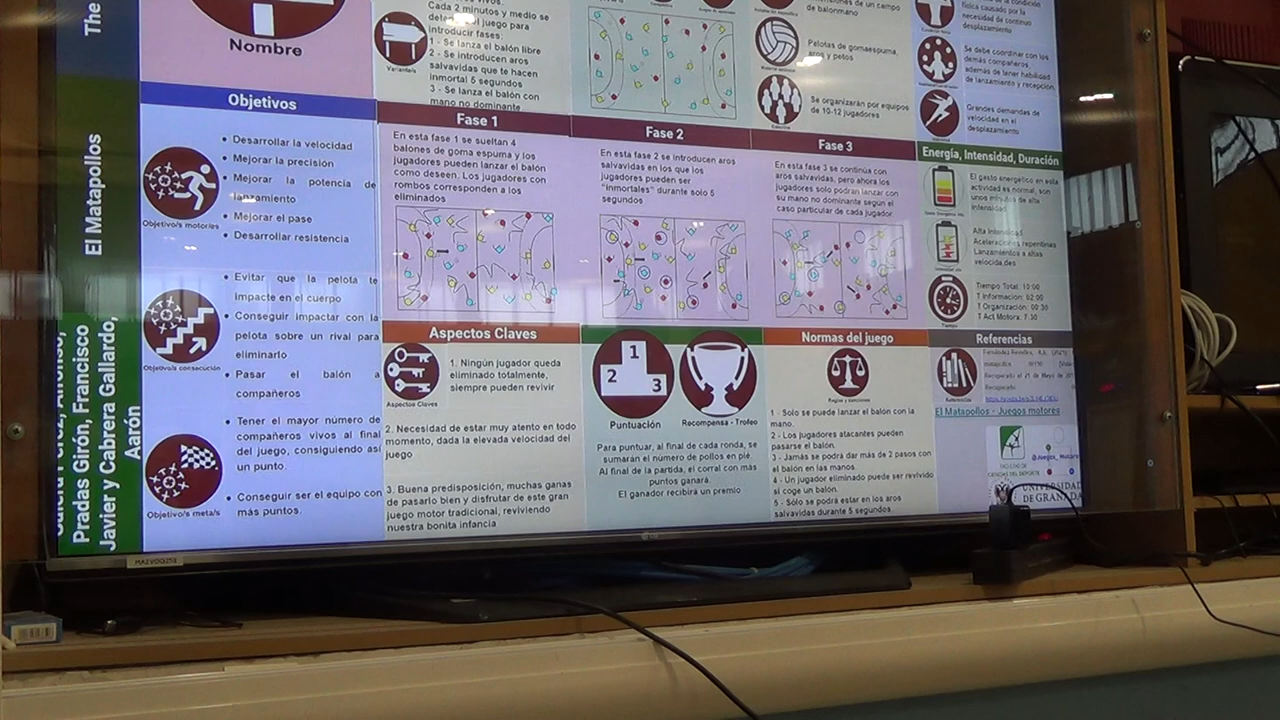 The
El Matapollos
Pradas Girón, Francisco
Javier y Cabrera Gallardo,
Aarón
Nombre
Objetivos
Objetivo/s motor/es
• Desarrollar la velocidad
• Mejorar la precisión
• Mejorar la potencia de
lanzamiento
• Mejorar el pase
• Desarrollar resistencia
Objetivo/s consecución
• Evitar que la pelota te
impacte en el cuerpo
• Conseguir impactar con la
pelota sobre un rival para
eliminarlo
• Pasar el balón a
compañeros
Objetivo/s meta/s
• Tener el mayor número de
compañeros vivos al final
del juego, consiguiendo así
un punto.
• Conseguir ser el equipo con
más puntos.
Variante/s
Cada 2 minutos y medio se
del juego para
introducir fases:
1 - Se lanza el balón libre
2 - Se introducen aros
salvavidas que te hacen
inmortal 5 segundos
3 - Se lanza el balón con
mano no dominante
de un campo
de balonmano
Pelotas de gomaespuma,
aros y petos
Se organizarán por equipos
de 10-12 jugadores
física causado por la
necesidad de continuo
desplazamiento
Se debe coordinar con los
demás compañeros,
además de tener habilidad
de lanzamiento y recepción.
Grandes demandas de
velocidad en el
desplazamiento
Fase 1
En esta fase 1 se sueltan 4
balones de goma espuma y los
jugadores pueden lanzar el balón
como deseen. Los jugadores con
rombos corresponden a los
eliminados
Fase 2
En esta fase 2 se introducen aros
salvavidas en los que los
jugadores pueden ser
"inmortales" durante solo 5
segundos
Fase 3
En esta fase 3 se continúa con
aros salvavidas, pero ahora los
jugadores solo podran lanzar con
su mano no dominante según el
caso particular de cada jugador
Energía, Intensidad, Duración
El gasto energético en esta
actividad es normal, son
unos minutos de alta
intensidad
Alta Intensidad
Aceleraciones repentinas
Lanzamientos a altas
velocidades
Tiempo
Tiempo Total: 10:00
T Información: 02:00
T Organización: 00:30
T Act Motora: 7:30
Aspectos Claves
Aspectos Claves
1. Ningún jugador queda
eliminado totalmente,
siempre pueden revivir
2. Necesidad de estar muy atento en todo
momento, dada la elevada velocidad del
juego
3. Buena predisposición, muchas ganas
de pasarlo bien y disfrutar de este gran
juego motor tradicional, reviviendo
nuestra bonita infancia
1
2
3
Puntuación
Recompensa - Trofeo
Para puntuar, al final de cada ronda, se
sumarán el número de pollos en pie.
Al final de la partida, el corral con más
puntos ganará.
El ganador recibirá un premio
Normas del juego
Reglas y sanciones
1 - Solo se puede lanzar el balón con la
mano.
2 - Los jugadores atacantes pueden
pasarse el balón.
3 - Jamás se podrá dar más de 2 pasos con
el balón en las manos.
4 - Un jugador eliminado puede ser revivido
si coge un balón.
5 - Sólo se podrá estar en los aros
salvavidas durante 5 segundos
Referencias
Referencias
El Matapollos - Juegos motores
FACULTAD DE
CIENCIAS DEL DEPORTE
UNIVERSIDAD
DE GRANADA